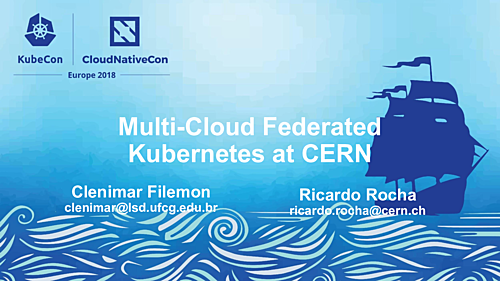 KubeCon
CloudNativeCon
Europe 2018
Multi-Cloud Federated
Kubernetes at CERN
Clenimar Filemon
clenimar@lsd.ufcg.edu.br
Ricardo Rocha
ricardo.rocha@cern.ch